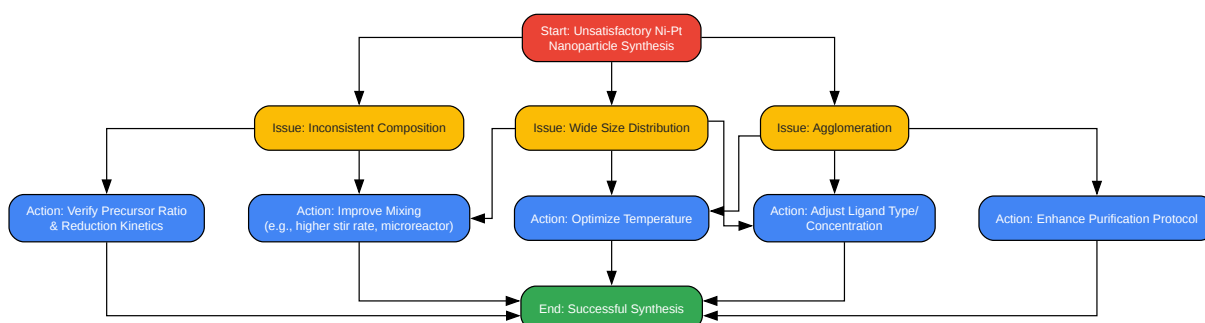 Start: Unsatisfactory Ni-Pt
Nanoparticle Synthesis
Issue: Inconsistent Composition
Issue: Wide Size Distribution
Issue: Agglomeration
Action: Verify Precursor Ratio
& Reduction Kinetics
Action: Improve Mixing
(e.g., higher stir rate, microreactor)
Action: Optimize Temperature
Action: Adjust Ligand Type/
Concentration
Action: Enhance Purification Protocol
End: Successful Synthesis